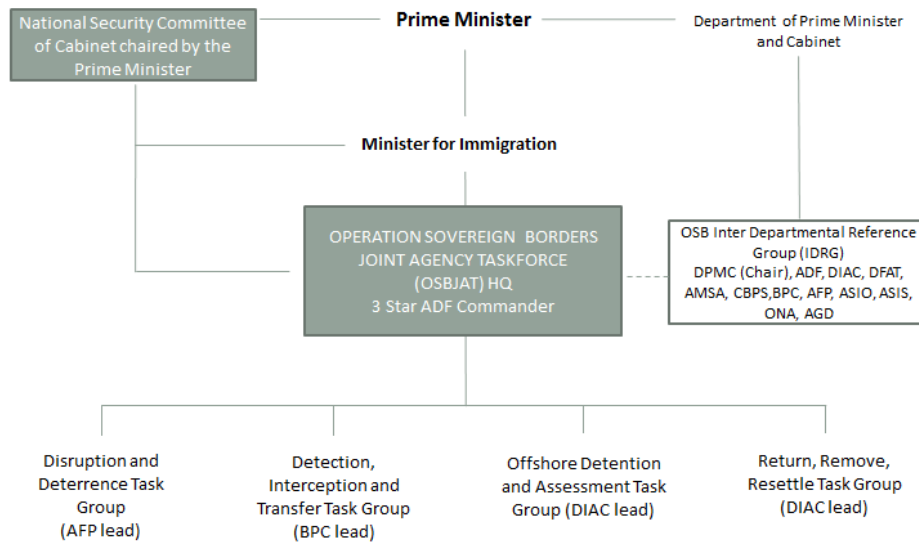 National Security Committee
of Cabinet chaired by the
Prime Minister
Prime Minister
Department of Prime Minister
and Cabinet
Minister for Immigration
OPERATION SOVEREIGN BORDERS
JOINT AGENCY TASKFORCE
(OSBJAT) HQ
3 Star ADF Commander
OSB Inter Departmental Reference
Group (IDRG)
DPMC (Chair), ADF, DIAC, DFAT,
AMSA, CBPS,BPC, AFP, ASIO, ASIS,
ONA, AGD
Disruption and
Deterrence Task
Group
(AFP lead)
Detection,
Interception and
Transfer Task Group
(BPC lead)
Offshore Detention
and Assessment Task
Group (DIAC lead)
Return, Remove,
Resettle Task Group
(DIAC lead)